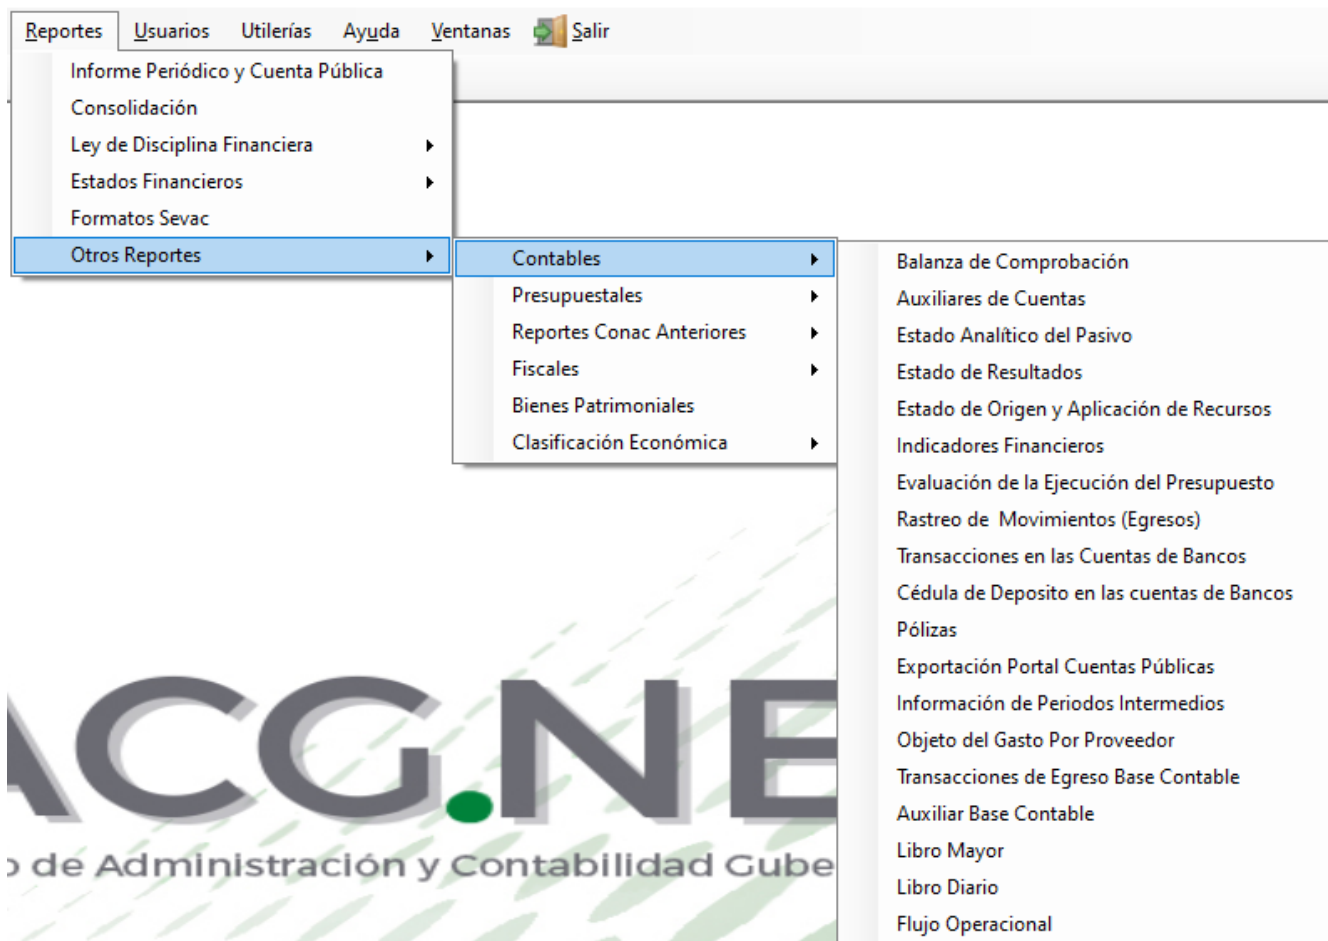 Reportes Usuarios Utilerías Ayuda Ventanas Salir
Informe Periódico y Cuenta Pública
Consolidación
Ley de Disciplina Financiera
Estados Financieros
Formatos Sevac
Otros Reportes
Contables
Presupuestales
Reportes Conac Anteriores
Fiscales
Bienes Patrimoniales
Clasificación Económica
Balanza de Comprobación
Auxiliares de Cuentas
Estado Analítico del Pasivo
Estado de Resultados
Estado de Origen y Aplicación de Recursos
Indicadores Financieros
Evaluación de la Ejecución del Presupuesto
Rastreo de Movimientos (Egresos)
Transacciones en las Cuentas de Bancos
Cédula de Deposito en las cuentas de Bancos
Pólizas
Exportación Portal Cuentas Públicas
Información de Periodos Intermedios
Objeto del Gasto Por Proveedor
Transacciones de Egreso Base Contable
Auxiliar Base Contable
Libro Mayor
Libro Diario
Flujo Operacional
ACG.NE
o de Administración y Contabilidad Gube